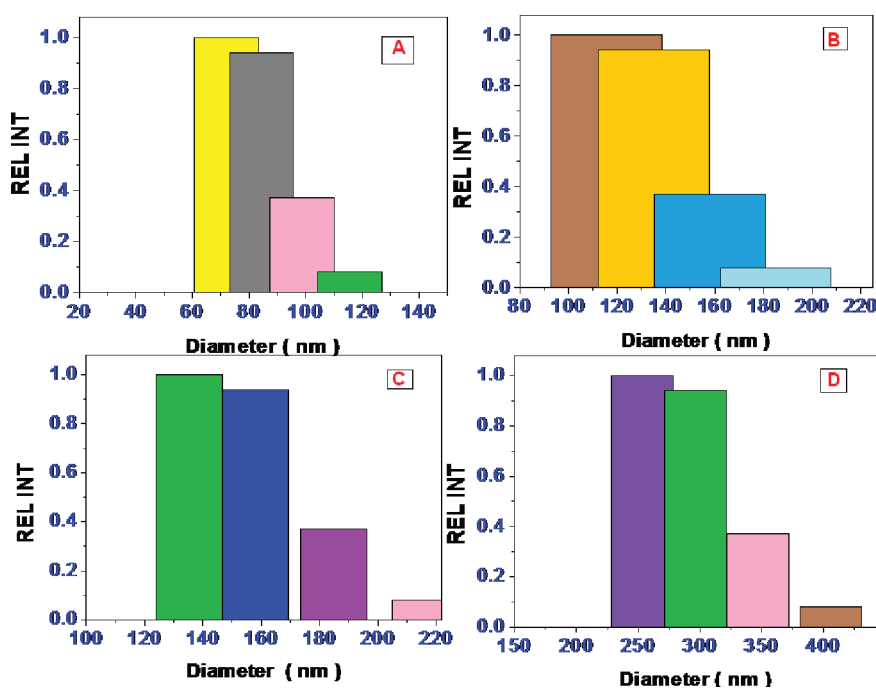 A
REL INT
1.0
0.8
0.6
0.4
0.2
0.0
20 40 60 80 100 120 140
Diameter ( nm )
B
REL INT
1.0
0.8
0.6
0.4
0.2
0.0
80 100 120 140 160 180 200 220
Diameter ( nm )
C
REL INT
1.0
0.8
0.6
0.4
0.2
0.0
100 120 140 160 180 200 220
Diameter ( nm )
D
REL INT
1.0
0.8
0.6
0.4
0.2
0.0
150 200 250 300 350 400
Diameter ( nm )